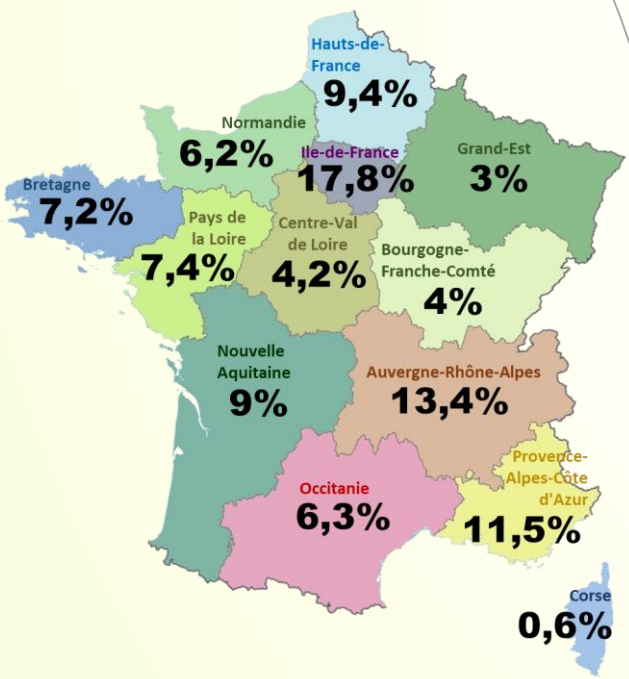 Hauts-de-
France
9,4%
Normandie
6,2%
Ile-de-France
17,8%
Grand-Est
3%
Bretagne
7,2%
Pays de
la Loire
7,4%
Centre-Val
de Loire
4,2%
Bourgogne-
Franche-Comté
4%
Nouvelle
Aquitaine
9%
Auvergne-Rhône-Alpes
13,4%
Provence-
Alpes-Côte
d'Azur
11,5%
Occitanie
6,3%
Corse
0,6%